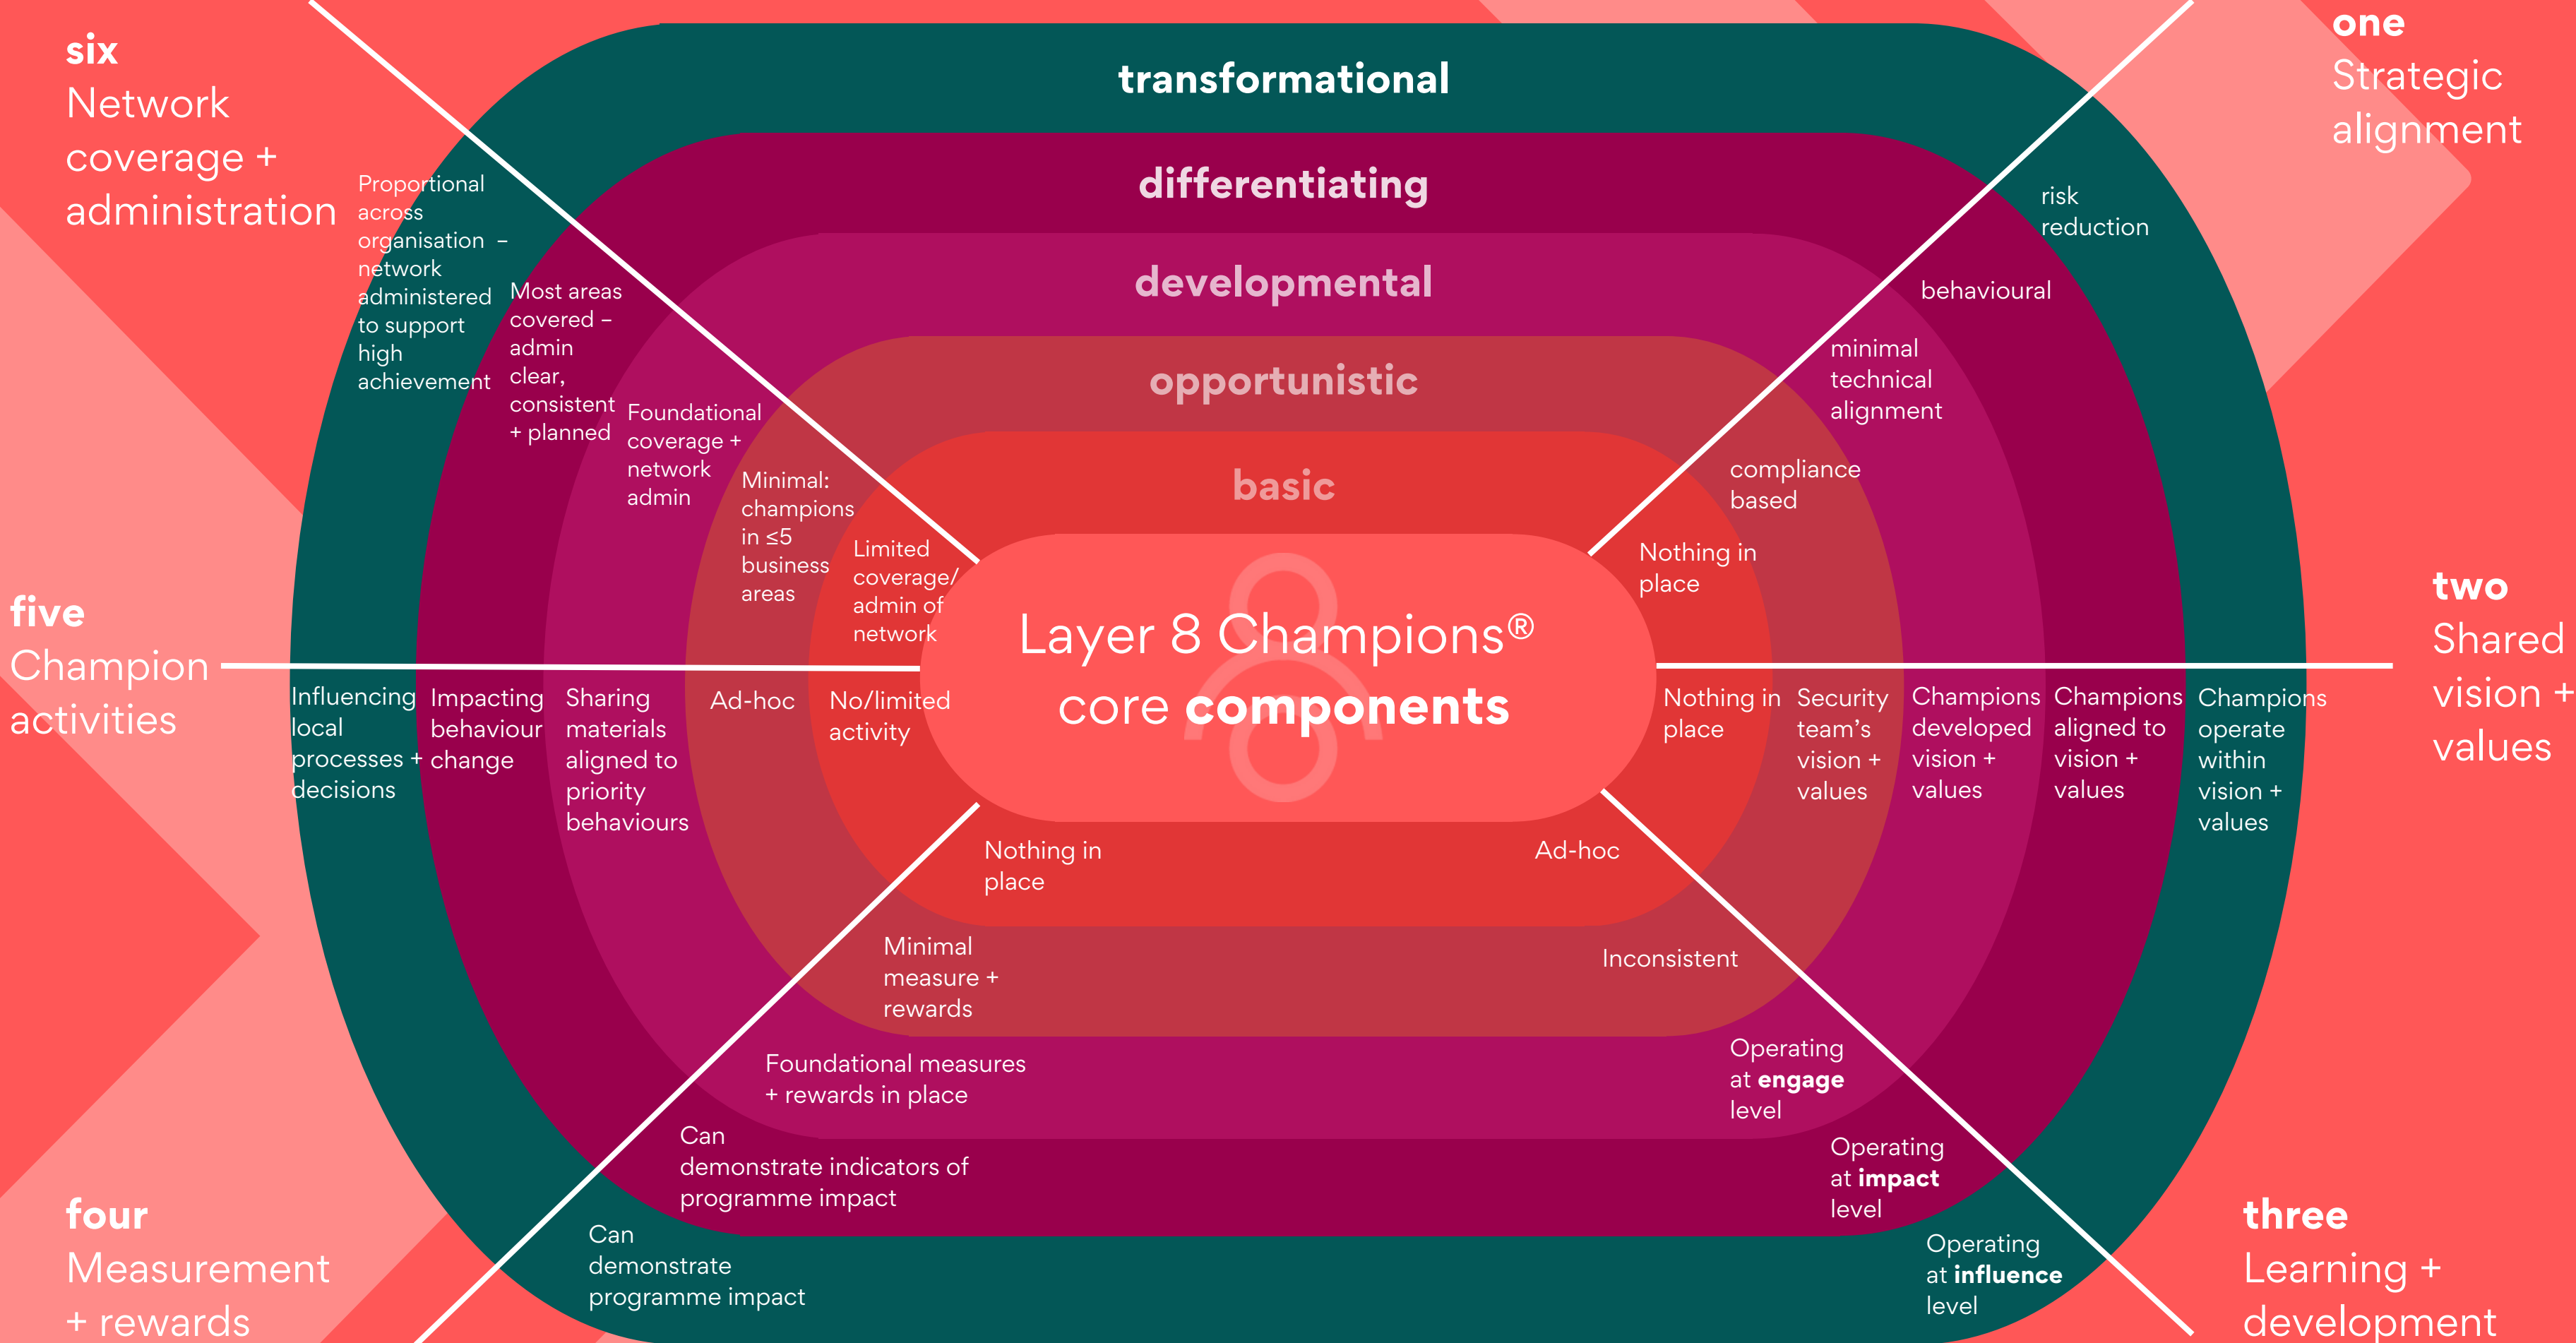 six
Network
coverage +
administration
one
Strategic
alignment
transformational
differentiating
developmental
opportunistic
basic
Proportional
across
organisation –
network
administered
to support
high
achievement
Most areas
covered –
admin
clear,
consistent
+ planned
Foundational
coverage +
network
admin
Minimal:
champions
in ≤5
business
areas
Limited
coverage/
admin of
network
risk
reduction
behavioural
minimal
technical
alignment
compliance
based
Nothing in
place
Layer 8 Champions®
core components
five
Champion
activities
Influencing
local
processes +
decisions
Impacting
behaviour
change
Sharing
materials
aligned to
priority
behaviours
Ad-hoc
No/limited
activity
two
Shared
vision +
values
Nothing in
place
Security
team’s
vision +
values
Champions
developed
vision +
values
Champions
aligned to
vision +
values
Champions
operate
within
vision +
values
Nothing in
place
Minimal
measure +
rewards
Foundational measures
+ rewards in place
Can
demonstrate indicators of
programme impact
Can
demonstrate
programme impact
Ad-hoc
Inconsistent
Operating
at engage
level
Operating
at impact
level
Operating
at influence
level
four
Measurement
+ rewards
three
Learning +
development